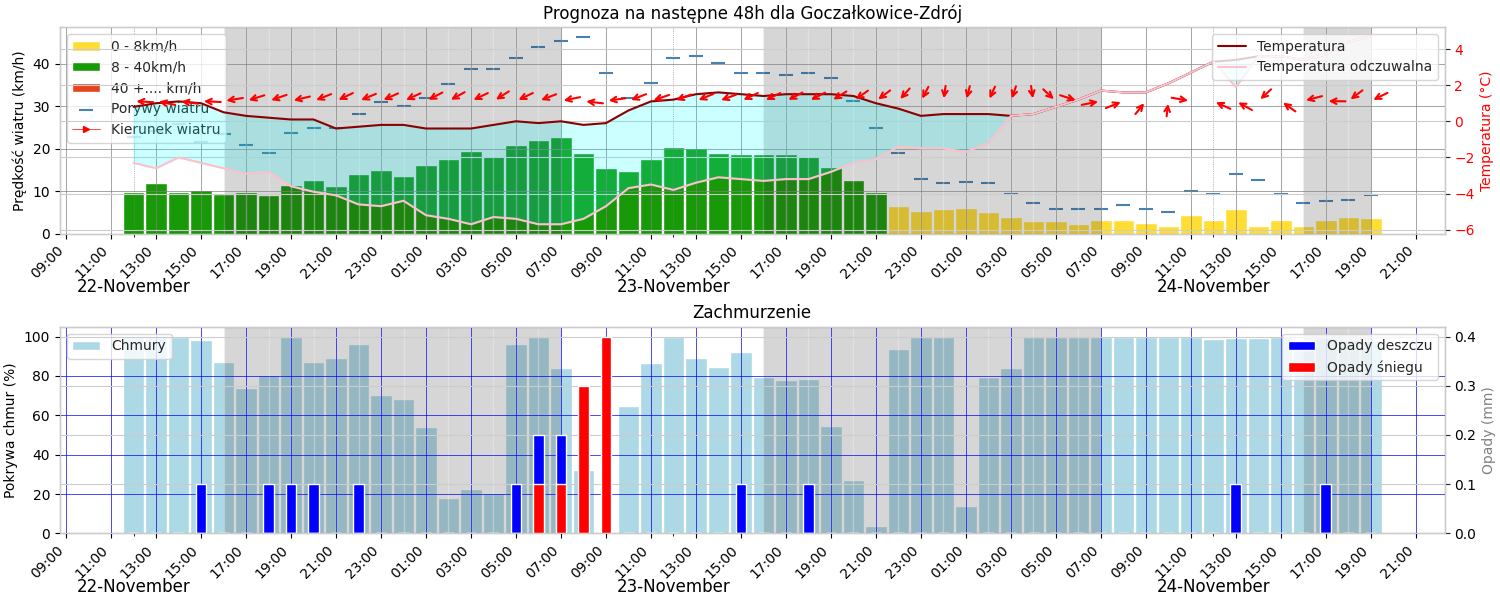 Prognoza na następne 48h dla Goczałkowice-Zdrój
Prędkość wiatru (km/h)
40
30
20
10
0
0 - 8km/h
8 - 40km/h
40 +.... km/h
Porywy wiatru
Kierunek wiatru
Temperatura
Temperatura odczuwalna
4
2
0
−2
−4
−6
Temperatura (°C)
09:00 11:00 13:00 15:00 17:00 19:00 21:00 23:00 01:00 03:00 05:00 07:00 09:00 11:00 13:00 15:00 17:00 19:00 21:00 23:00 01:00 03:00 05:00 07:00 09:00 11:00 13:00 15:00 17:00 19:00 21:00
22-November 23-November 24-November
Zachmurzenie
Pokrywa chmur (%)
100
80
60
40
20
0
Chmury
Opady deszczu
Opady śniegu
0.4
0.3
0.2
0.1
0.0
Opady (mm)
09:00 11:00 13:00 15:00 17:00 19:00 21:00 23:00 01:00 03:00 05:00 07:00 09:00 11:00 13:00 15:00 17:00 19:00 21:00 23:00 01:00 03:00 05:00 07:00 09:00 11:00 13:00 15:00 17:00 19:00 21:00
22-November 23-November 24-November